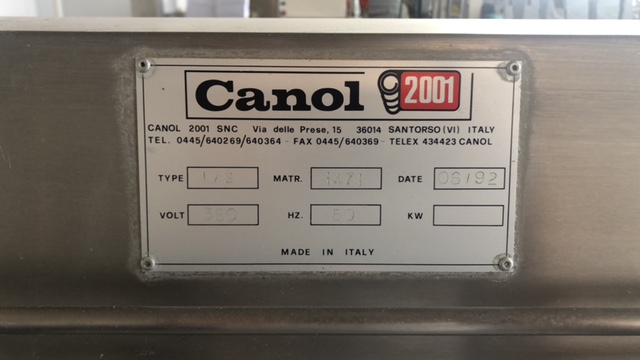 Canol 2001
CANOL 2001 SNC Via delle Prese, 15 36014 SANTORSO (VI) ITALY
TEL. 0445/640269/640364 - FAX 0445/640369 - TELEX 434423 CANOL
TYPE MATR. DATE 06/92
VOLT 380 HZ. KW
MADE IN ITALY